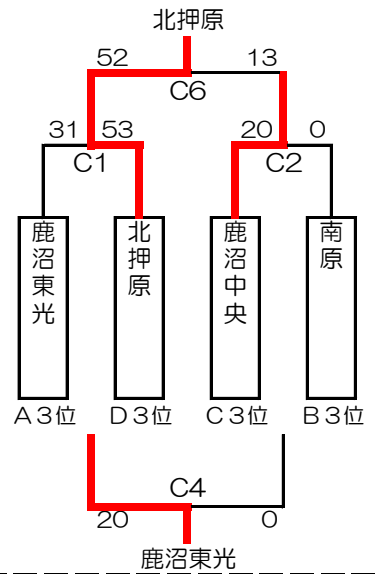 北押原
52 13
C6
31 53 20 0
C1 C2
鹿沼東光 北押原 鹿沼中央 南原
A3位 D3位 C3位 B3位
C4
20 0
鹿沼東光